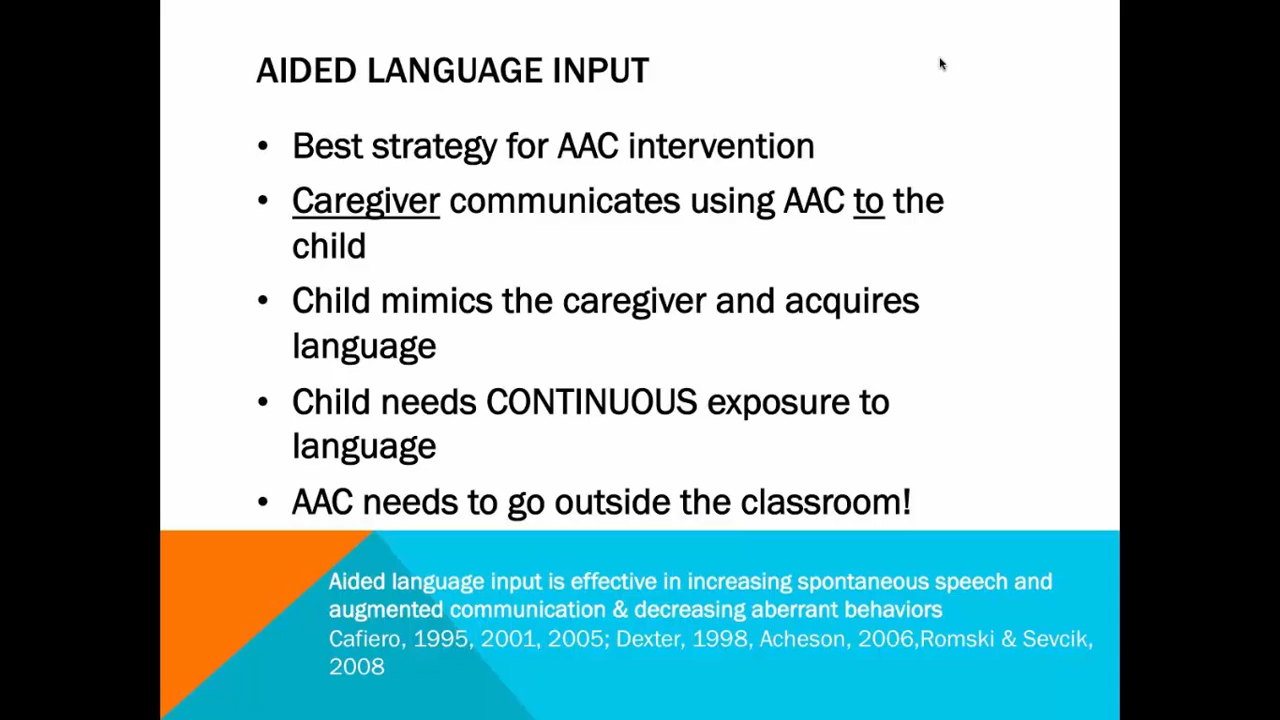 AIDED LANGUAGE INPUT
• Best strategy for AAC intervention
• Caregiver communicates using AAC to the
child
• Child mimics the caregiver and acquires
language
• Child needs CONTINUOUS exposure to
language
• AAC needs to go outside the classroom!
Aided language input is effective in increasing spontaneous speech and
augmented communication & decreasing aberrant behaviors
Cafiero, 1995, 2001, 2005; Dexter, 1998, Acheson, 2006,Romski & Sevcik,
2008